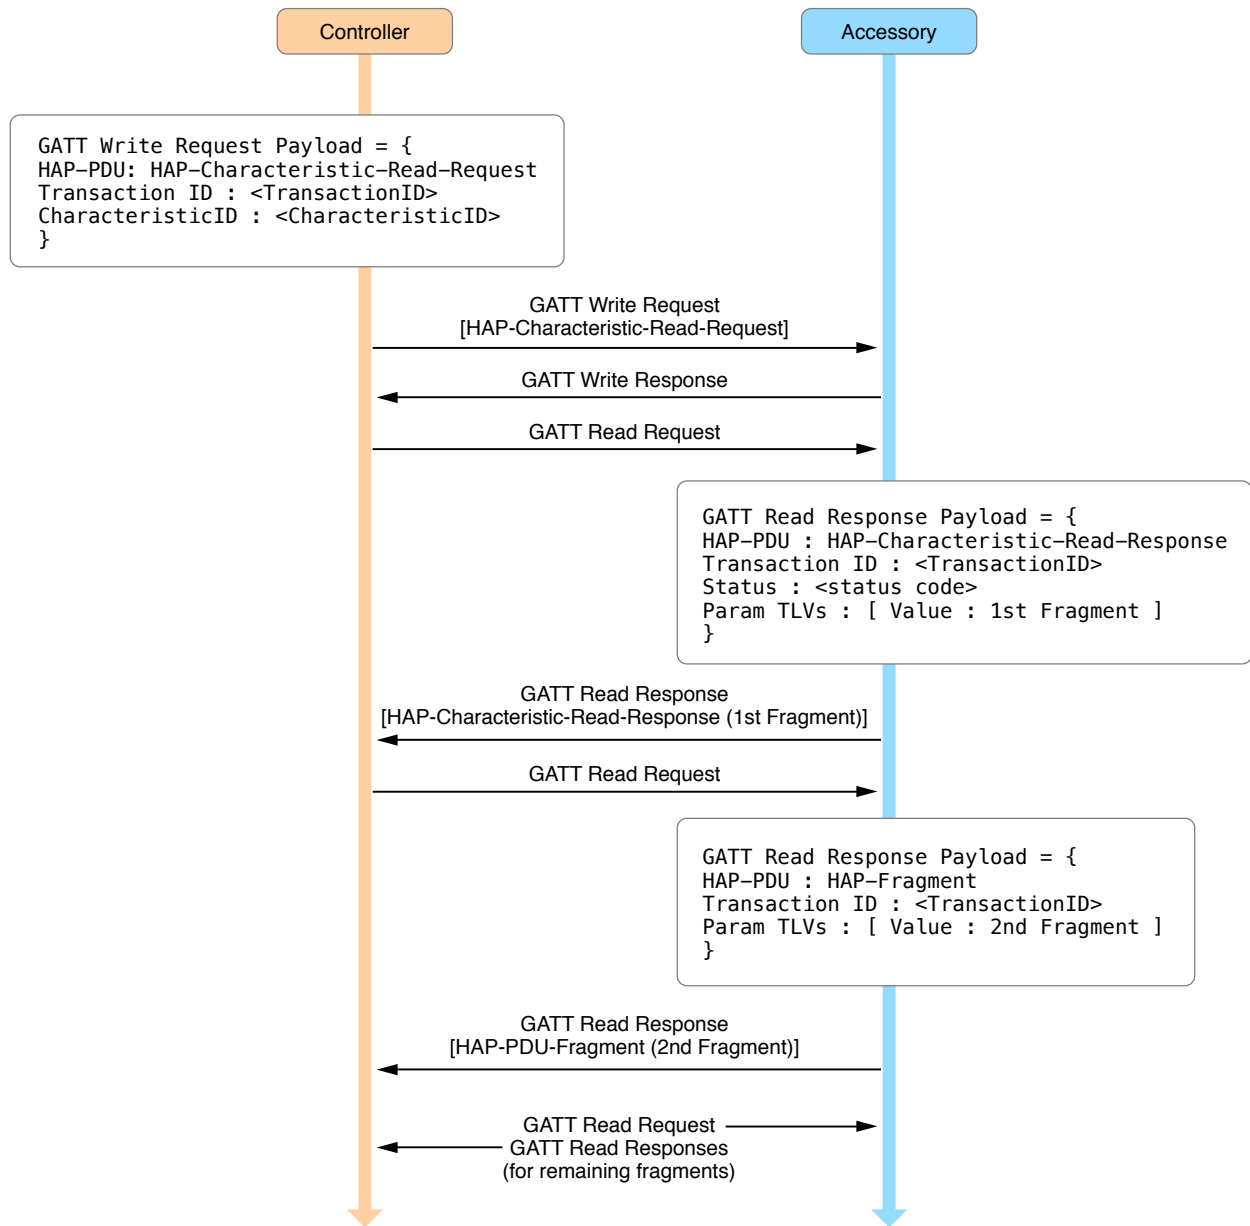 Controller
Accessory
GATT Write Request Payload = {
HAP-PDU: HAP-Characteristic-Read-Request
Transaction ID : <TransactionID>
CharacteristicID : <CharacteristicID>
}
GATT Write Request
[HAP-Characteristic-Read-Request]
GATT Write Response
GATT Read Request
GATT Read Response Payload = {
HAP-PDU : HAP-Characteristic-Read-Response
Transaction ID : <TransactionID>
Status : <status code>
Param TLVs : [ Value : 1st Fragment ]
}
GATT Read Response
[HAP-Characteristic-Read-Response (1st Fragment)]
GATT Read Request
GATT Read Response Payload = {
HAP-PDU : HAP-Fragment
Transaction ID : <TransactionID>
Param TLVs : [ Value : 2nd Fragment ]
}
GATT Read Response
[HAP-PDU-Fragment (2nd Fragment)]
GATT Read Request
GATT Read Responses
(for remaining fragments)